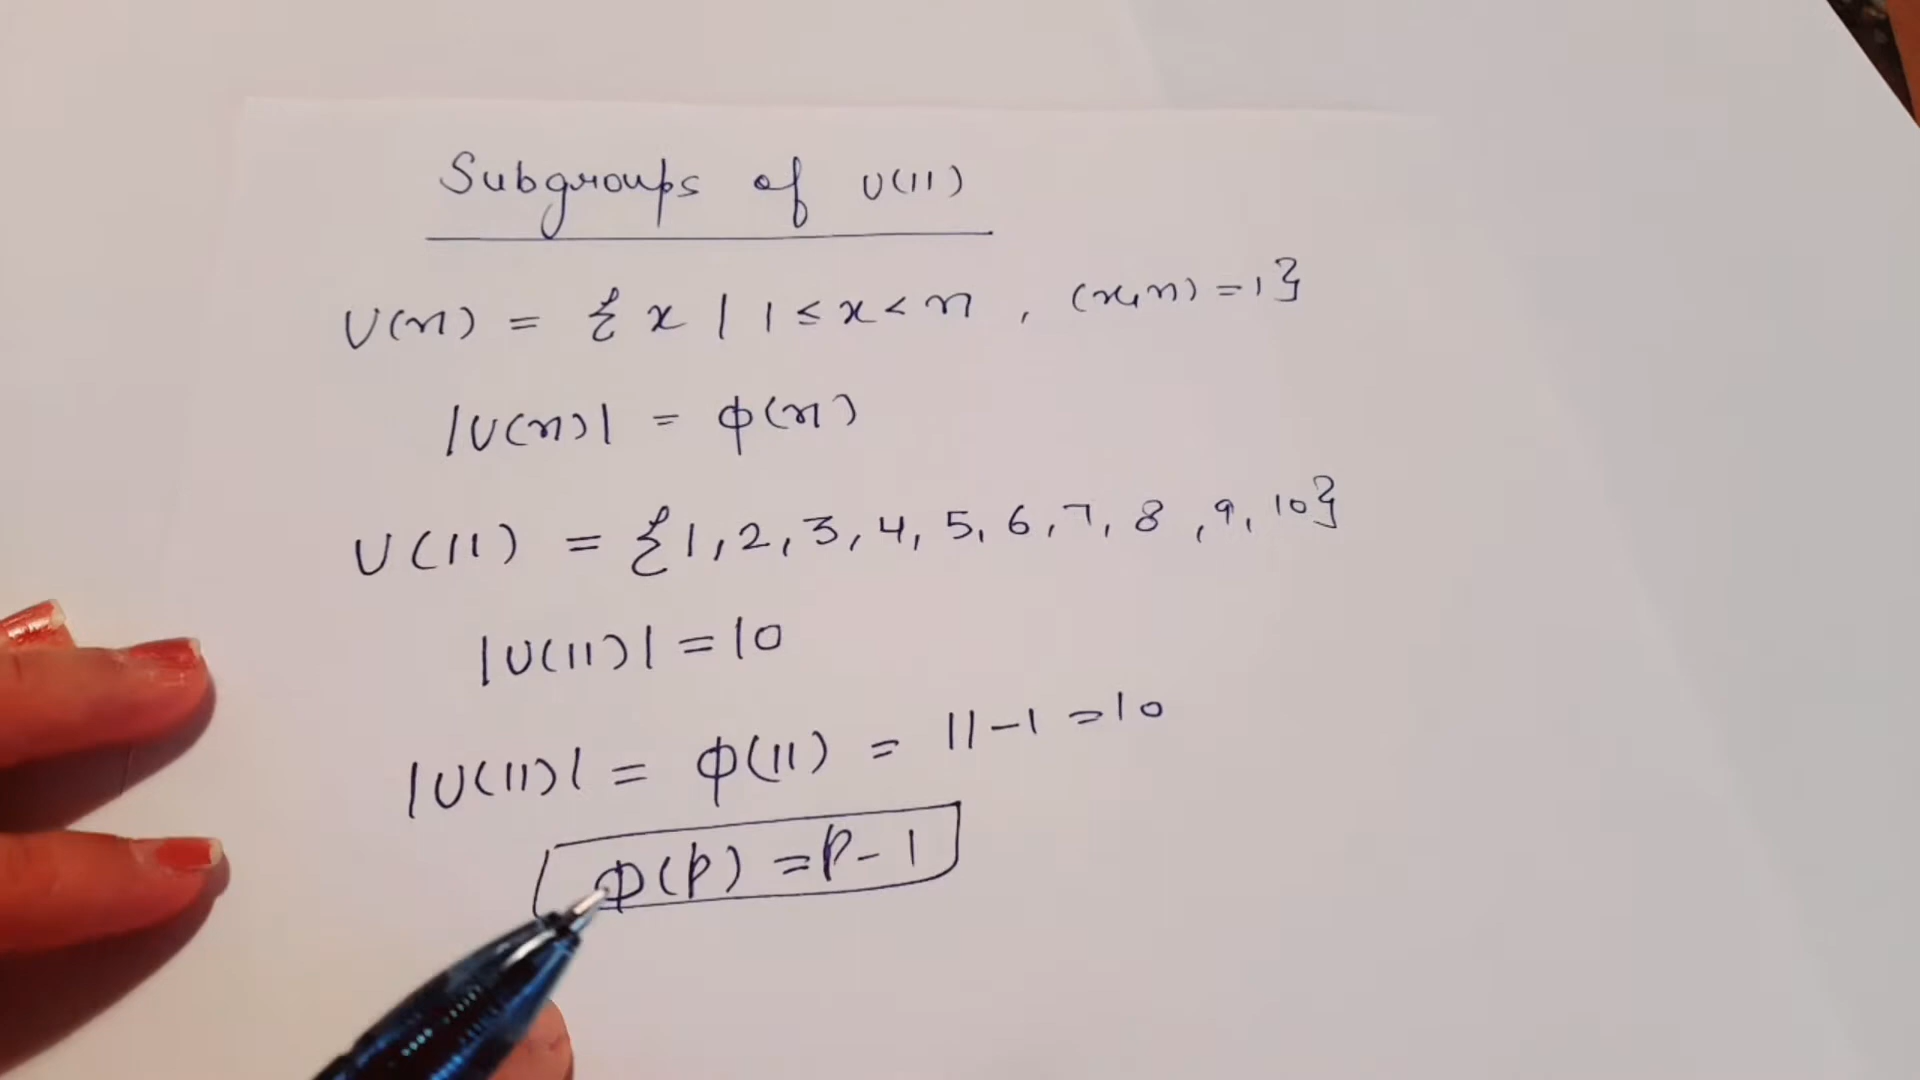 Subgroups of U(11)
U(n) = { x | 1 ≤ x < n , (x,n) = 1}
|U(n)| = ϕ(n)
U(11) = {1, 2, 3, 4, 5, 6, 7, 8, 9, 10}
|U(11)| = 10
|U(11)| = ϕ(11) = 11-1 = 10
ϕ(p) = p-1